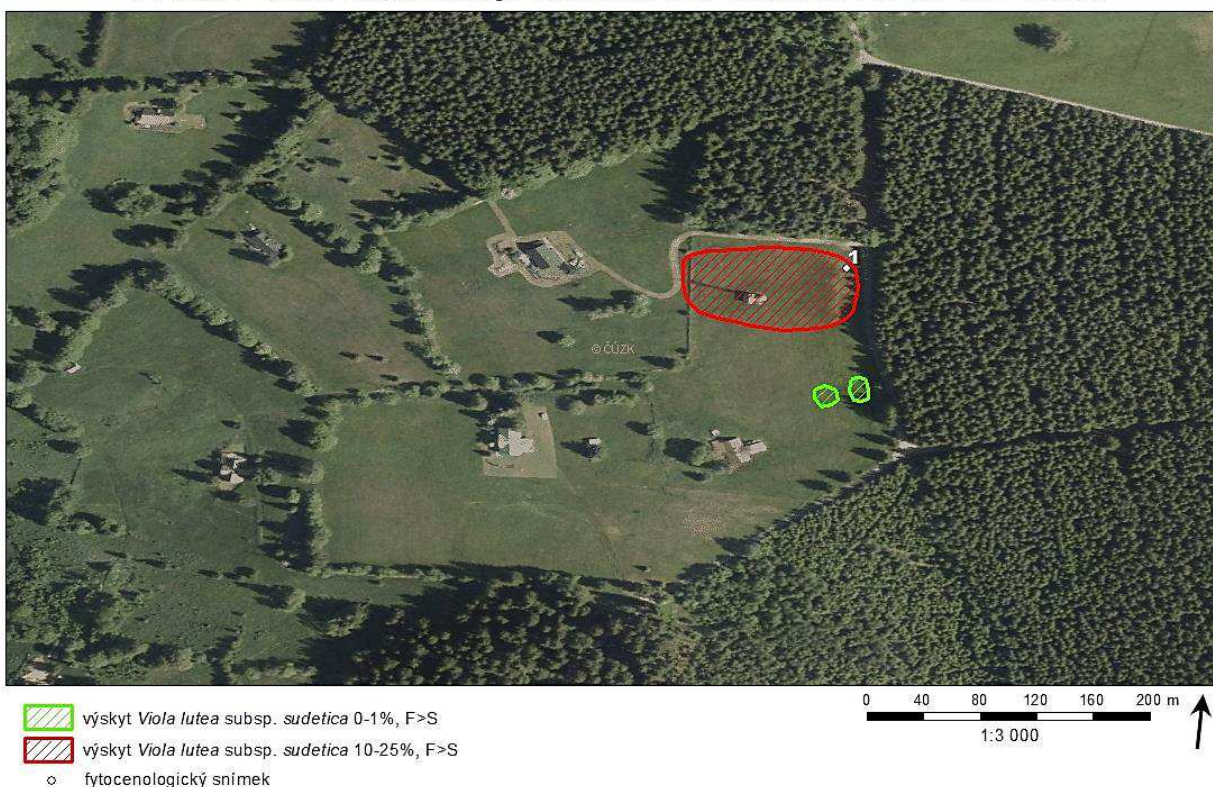 1
© ČÚZK
výskyt Viola lutea subsp. sudetica 0-1%, F>S
výskyt Viola lutea subsp. sudetica 10-25%, F>S
fytocenologický snímek
0 40 80 120 160 200 m
1:3 000